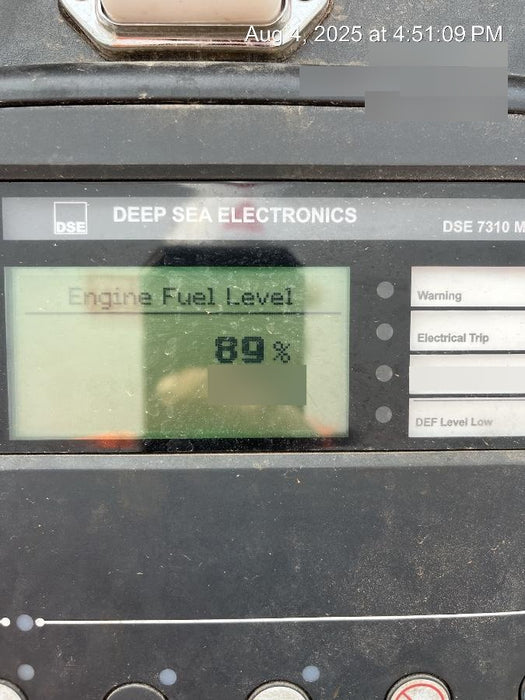 Aug 4, 2025 at 4:51:09 PM
DSE
DEEP SEA ELECTRONICS
DSE 7310 M
Engine Fuel Level
89 %
Warning
Electrical Trip
DEF Level Low